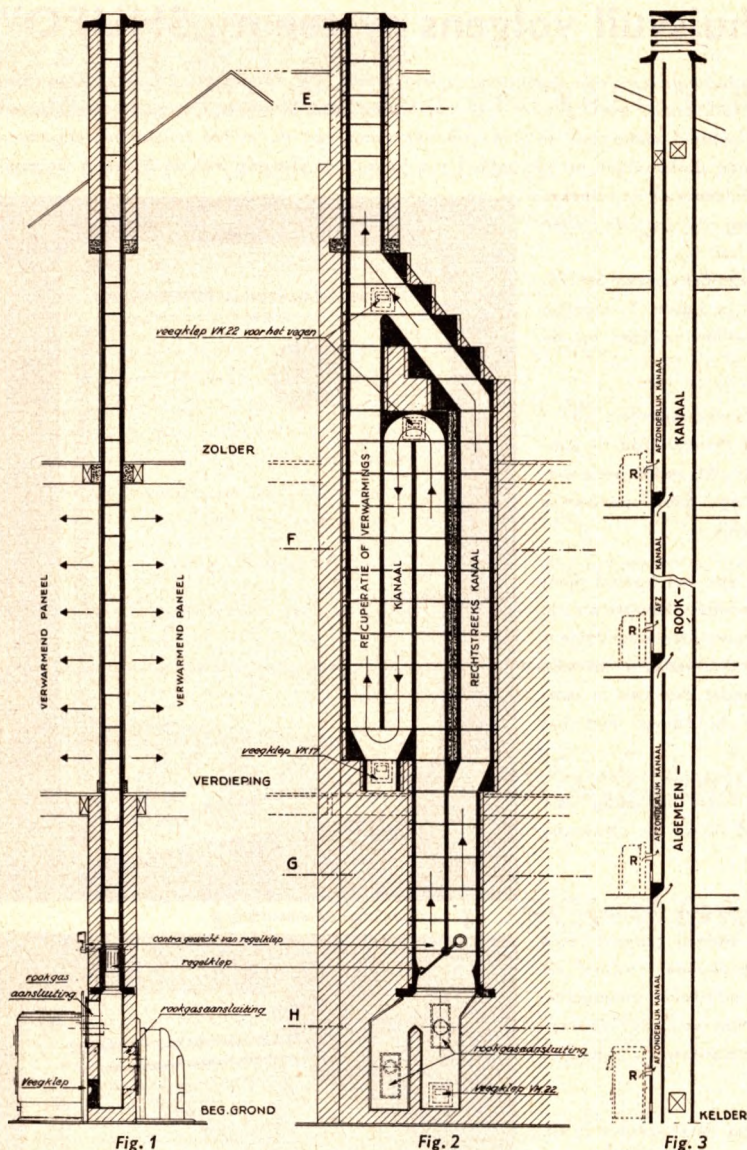 E
veegklep VK 22 voor het vagen
ZOLDER
F
VERWARMEND PANEEL
VERWARMEND PANEEL
RECUPERATIE OF VERWARMINGS-
KANAAL
RECHTSTREEKS KANAAL
veegklep VK 17
VERDIEPING
G
contra gewicht van regelklep
regelklep
rookgas
aansluiting
rookgasaansluiting
H
rookgasaansluiting
Veegklep
Veegklep VK 22
BEG. GROND
Fig. 1
Fig. 2
AFZONDERLIJK KANAAL
KANAAL
R
AFZ KANAAL
ROOK-
R
AFZONDERLIJK KANAAL
ALGEMEEN-
R
AFZONDERLIJK KANAAL
R
KELDER
Fig. 3